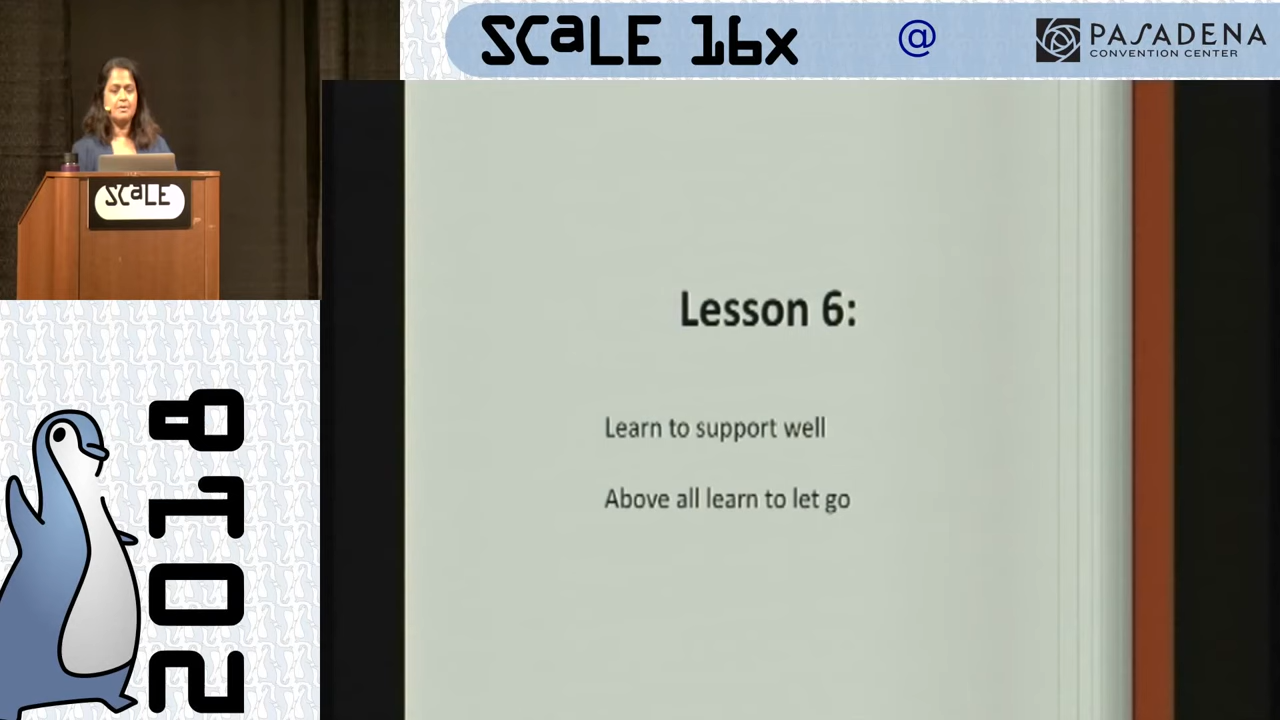 SCaLE 16x
@
PASADENA
CONVENTION CENTER
SCaLE
Lesson 6:
Learn to support well
Above all learn to let go
2018